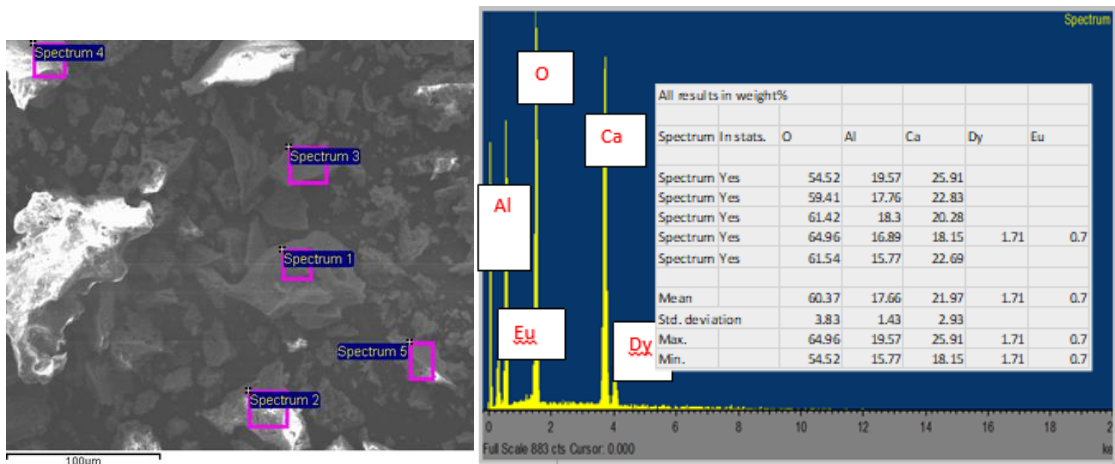 Spectrum 4
Spectrum 3
Spectrum 1
Spectrum 5
Spectrum 2
100µm
Spectrum
O
Ca
Al
Eu
Dy
All results in weight%
Spectrum In stats. O Al Ca Dy Eu
Spectrum Yes 54.52 19.57 25.91
Spectrum Yes 59.41 17.76 22.83
Spectrum Yes 61.42 18.3 20.28
Spectrum Yes 64.96 16.89 18.15 1.71 0.7
Spectrum Yes 61.54 15.77 22.69
Mean 60.37 17.66 21.97 1.71 0.7
Std. deviation 3.83 1.43 2.93
Max. 64.96 19.57 25.91 1.71 0.7
Min. 54.52 15.77 18.15 1.71 0.7
0 2 4 6 8 10 12 14 16 18 2
Full Scale 883 cts Cursor: 0.000 ke